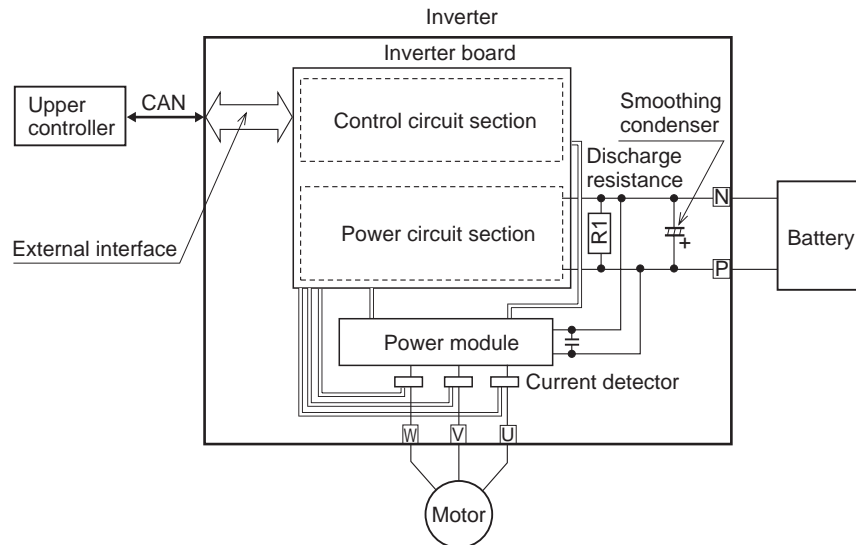 Inverter
Inverter board
Upper
controller
CAN
Control circuit section
Smoothing
condenser
Discharge
resistance
N
Power circuit section
R1
+
Battery
External interface
P
Power module
Current detector
W
V
U
Motor